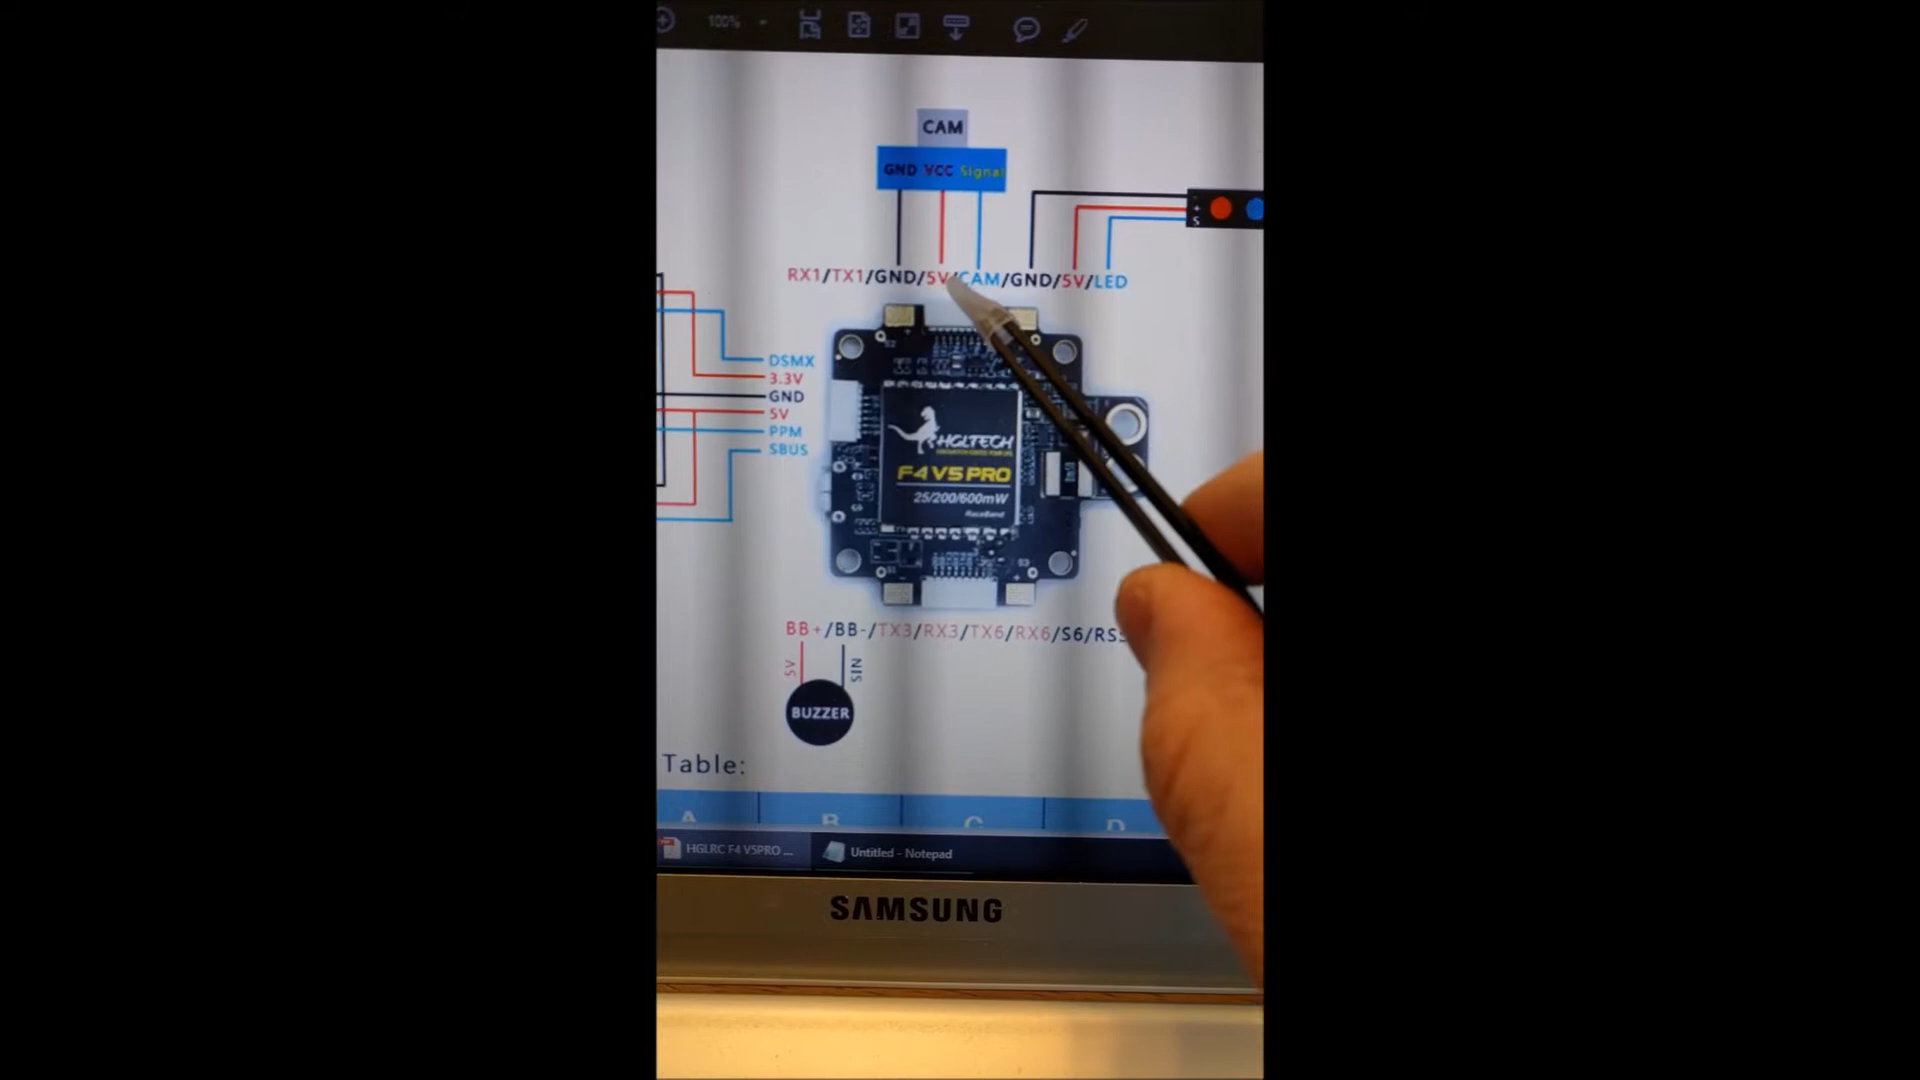 100%
CAM
GND VCC Signal
+
S
RX1/TX1/GND/5V/CAM/GND/5V/LED
DSMX
3.3V
GND
5V
PPM
SBUS
HGLTECH
F4 V5 PRO
25/200/600mW
RaceBand
BB+/BB-/TX3/RX3/TX6/RX6/S6/RSS
5V
SIN
BUZZER
Table:
A B C D
HGLRC F4 V5PRO ...
Untitled - Notepad
SAMSUNG